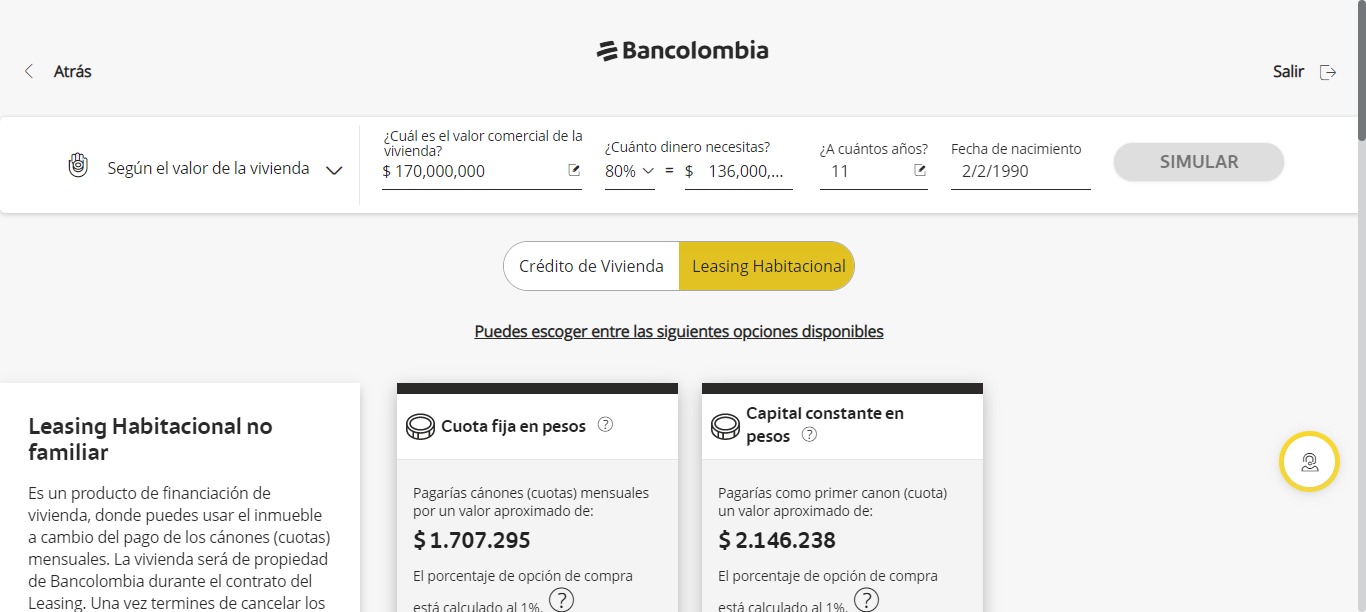 Bancolombia
Atrás
Salir
Según el valor de la vivienda
¿Cuál es el valor comercial de la
vivienda?
$ 170,000,000
¿Cuánto dinero necesitas?
80% = $ 136,000,...
¿A cuántos años?
11
Fecha de nacimiento
2/2/1990
SIMULAR
Crédito de Vivienda
Leasing Habitacional
Puedes escoger entre las siguientes opciones disponibles
Leasing Habitacional no
familiar
Es un producto de financiación de
vivienda, donde puedes usar el inmueble
a cambio del pago de los cánones (cuotas)
mensuales. La vivienda será de propiedad
de Bancolombia durante el contrato del
Leasing. Una vez termines de cancelar los
Cuota fija en pesos ?
Pagarías cánones (cuotas) mensuales
por un valor aproximado de:
$ 1.707.295
El porcentaje de opción de compra
está calculado al 1%. ?
Capital constante en
pesos ?
Pagarías como primer canon (cuota)
un valor aproximado de:
$ 2.146.238
El porcentaje de opción de compra
está calculado al 1%. ?